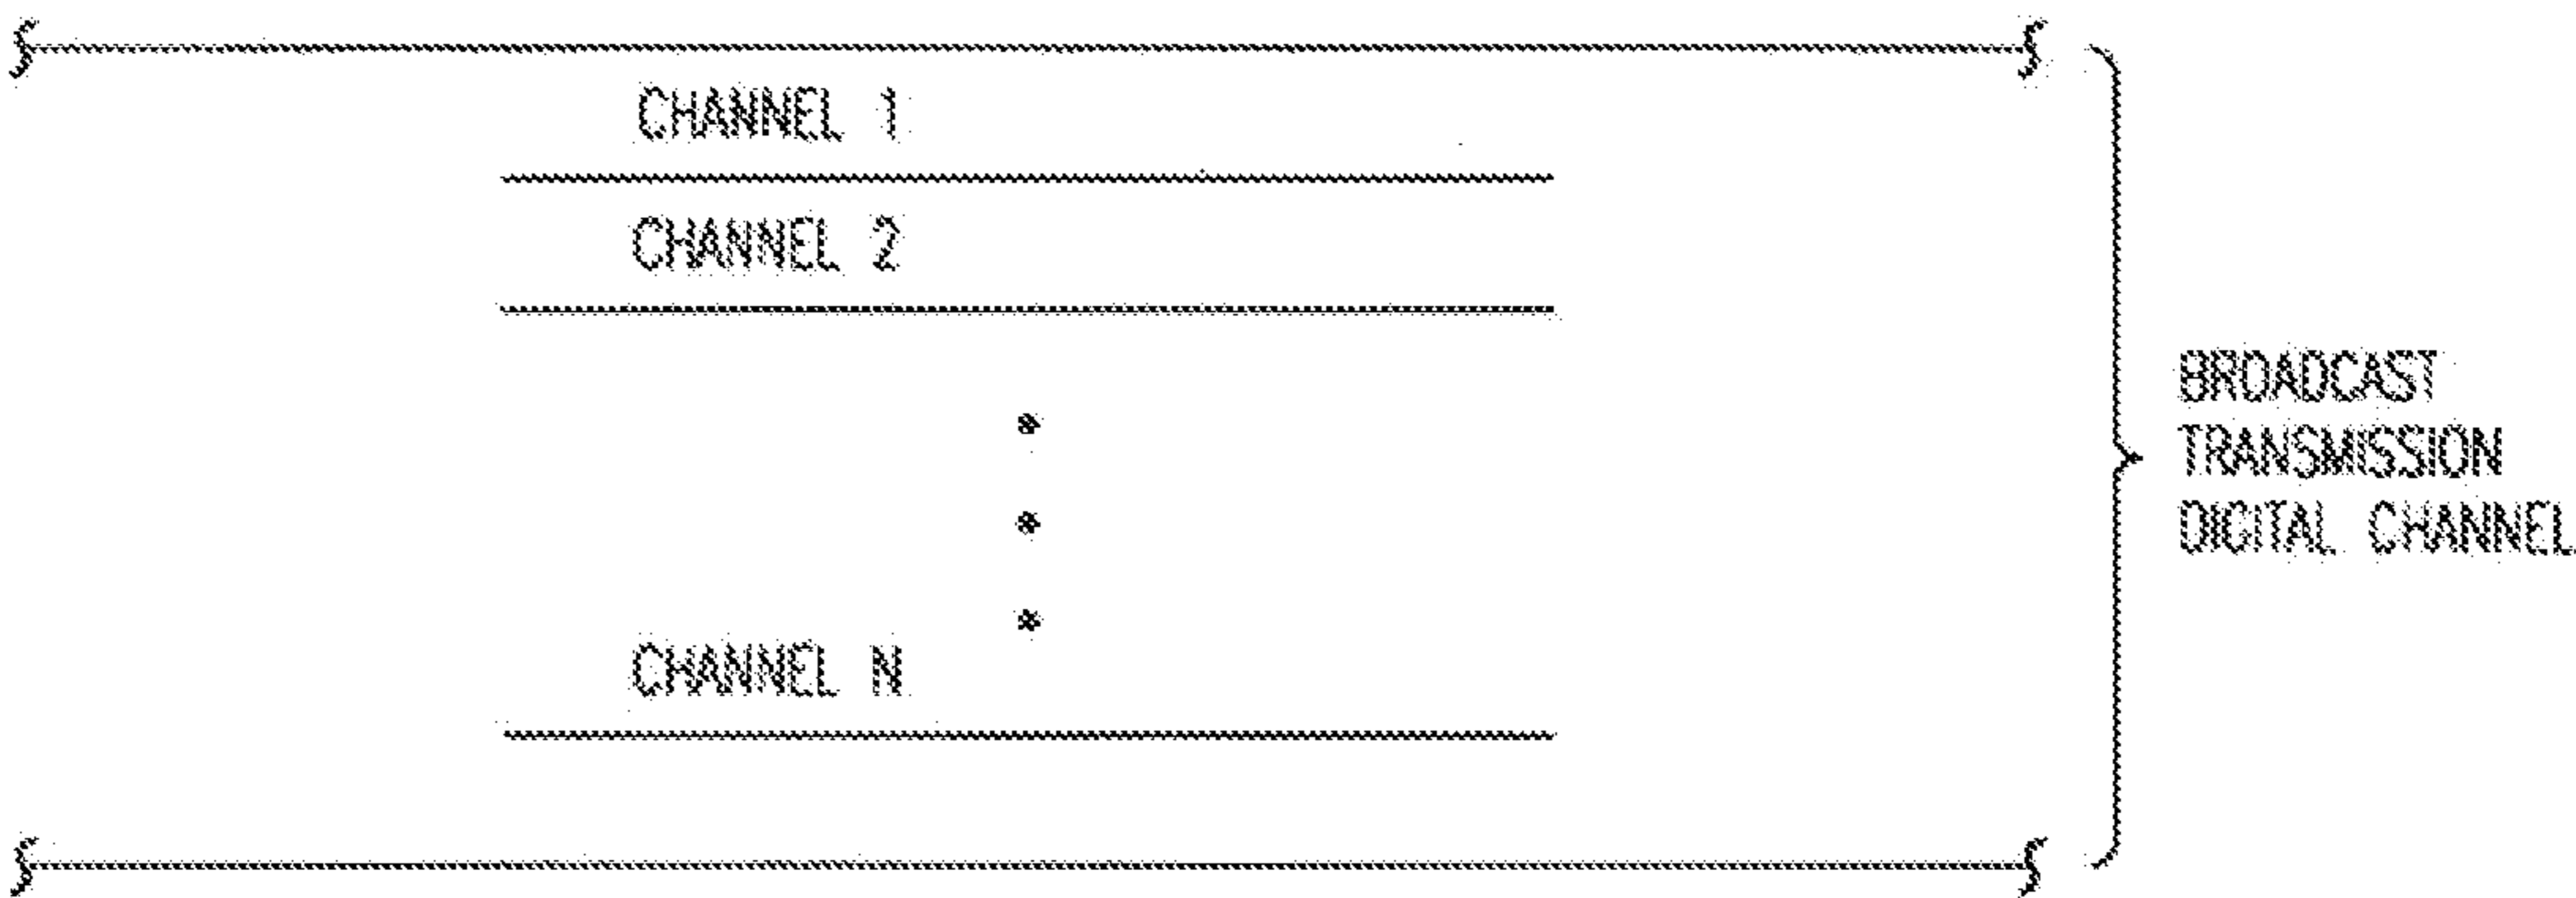 CHANNEL 1
CHANNEL 2
CHANNEL N
BROADCAST
TRANSMISSION
DIGITAL CHANNEL